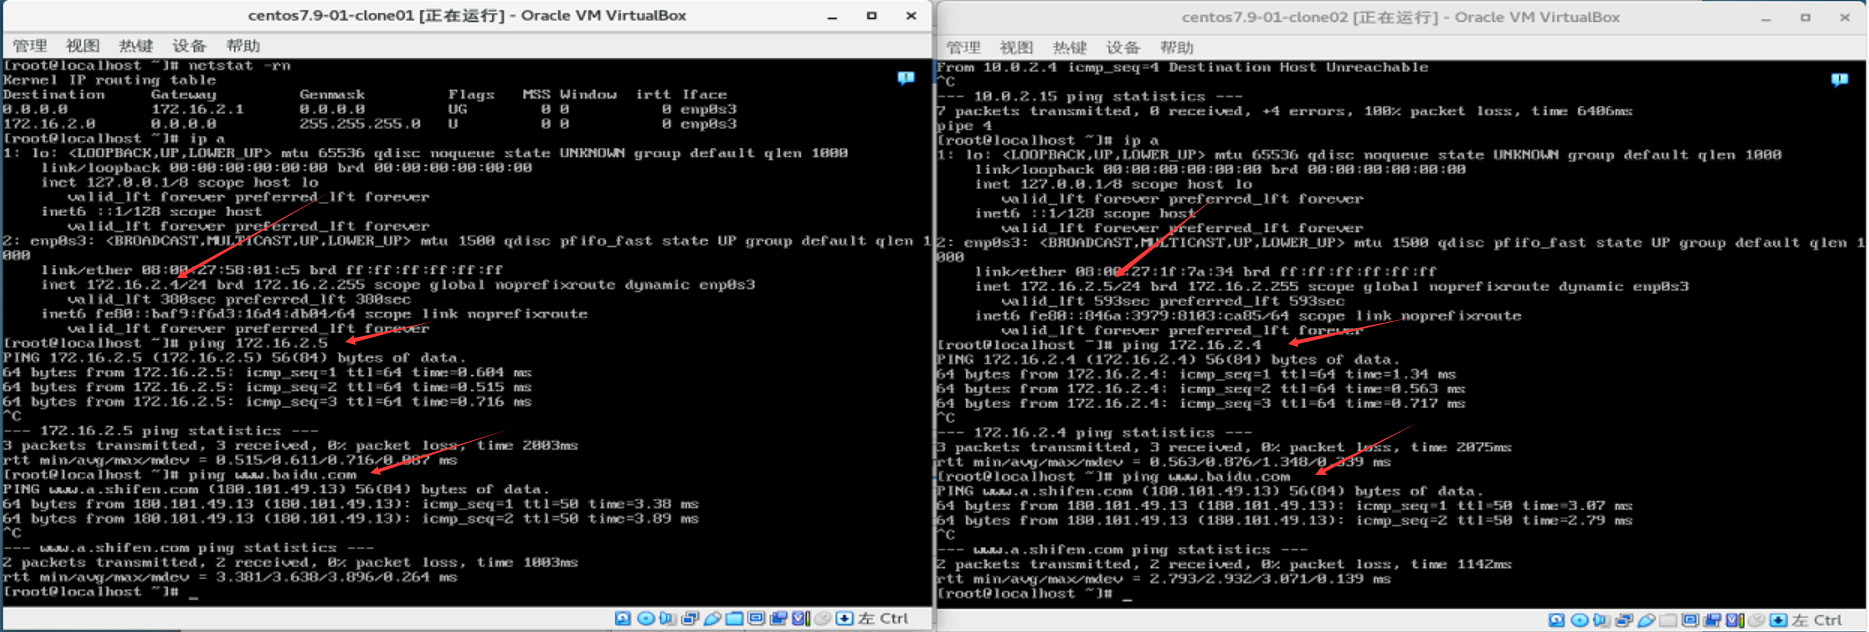 centos7.9-01-clone01 [正在运行] - Oracle VM VirtualBox
管理 视图 热键 设备 帮助
[root@localhost ~]# netstat -rn
Kernel IP routing table
Destination Gateway Genmask Flags MSS Window irtt Iface
0.0.0.0 172.16.2.1 0.0.0.0 UG 0 0 0 enp0s3
172.16.2.0 0.0.0.0 255.255.255.0 U 0 0 0 enp0s3
[root@localhost ~]# ip a
1: lo: <LOOPBACK,UP,LOWER_UP> mtu 65536 qdisc noqueue state UNKNOWN group default qlen 1000
link/loopback 00:00:00:00:00:00 brd 00:00:00:00:00:00
inet 127.0.0.1/8 scope host lo
valid_lft forever preferred_lft forever
inet6 ::1/128 scope host
valid_lft forever preferred_lft forever
2: enp0s3: <BROADCAST,MULTICAST,UP,LOWER_UP> mtu 1500 qdisc pfifo_fast state UP group default qlen 1
000
link/ether 08:00:27:58:01:c5 brd ff:ff:ff:ff:ff:ff
inet 172.16.2.4/24 brd 172.16.2.255 scope global noprefixroute dynamic enp0s3
valid_lft 380sec preferred_lft 380sec
inet6 fe80::baf9:f6d3:16d4:db04/64 scope link noprefixroute
valid_lft forever preferred_lft forever
[root@localhost ~]# ping 172.16.2.5
PING 172.16.2.5 (172.16.2.5) 56(84) bytes of data.
64 bytes from 172.16.2.5: icmp_seq=1 ttl=64 time=0.604 ms
64 bytes from 172.16.2.5: icmp_seq=2 ttl=64 time=0.515 ms
64 bytes from 172.16.2.5: icmp_seq=3 ttl=64 time=0.716 ms
^C
--- 172.16.2.5 ping statistics ---
3 packets transmitted, 3 received, 0% packet loss, time 2003ms
rtt min/avg/max/mdev = 0.515/0.611/0.716/0.087 ms
[root@localhost ~]# ping www.baidu.com
PING www.a.shifen.com (180.101.49.13) 56(84) bytes of data.
64 bytes from 180.101.49.13 (180.101.49.13): icmp_seq=1 ttl=50 time=3.38 ms
64 bytes from 180.101.49.13 (180.101.49.13): icmp_seq=2 ttl=50 time=3.89 ms
^C
--- www.a.shifen.com ping statistics ---
2 packets transmitted, 2 received, 0% packet loss, time 1003ms
rtt min/avg/max/mdev = 3.381/3.638/3.896/0.264 ms
[root@localhost ~]# _
左 Ctrl
centos7.9-01-clone02 [正在运行] - Oracle VM VirtualBox
管理 视图 热键 设备 帮助
From 10.0.2.4 icmp_seq=4 Destination Host Unreachable
^C
--- 10.0.2.15 ping statistics ---
7 packets transmitted, 0 received, +4 errors, 100% packet loss, time 6406ms
pipe 4
[root@localhost ~]# ip a
1: lo: <LOOPBACK,UP,LOWER_UP> mtu 65536 qdisc noqueue state UNKNOWN group default qlen 1000
link/loopback 00:00:00:00:00:00 brd 00:00:00:00:00:00
inet 127.0.0.1/8 scope host lo
valid_lft forever preferred_lft forever
inet6 ::1/128 scope host
valid_lft forever preferred_lft forever
2: enp0s3: <BROADCAST,MULTICAST,UP,LOWER_UP> mtu 1500 qdisc pfifo_fast state UP group default qlen 1
000
link/ether 08:00:27:1f:7a:34 brd ff:ff:ff:ff:ff:ff
inet 172.16.2.5/24 brd 172.16.2.255 scope global noprefixroute dynamic enp0s3
valid_lft 593sec preferred_lft 593sec
inet6 fe80::846a:3979:8103:ca85/64 scope link noprefixroute
valid_lft forever preferred_lft forever
[root@localhost ~]# ping 172.16.2.4
PING 172.16.2.4 (172.16.2.4) 56(84) bytes of data.
64 bytes from 172.16.2.4: icmp_seq=1 ttl=64 time=1.34 ms
64 bytes from 172.16.2.4: icmp_seq=2 ttl=64 time=0.563 ms
64 bytes from 172.16.2.4: icmp_seq=3 ttl=64 time=0.717 ms
^C
--- 172.16.2.4 ping statistics ---
3 packets transmitted, 3 received, 0% packet loss, time 2075ms
rtt min/avg/max/mdev = 0.563/0.876/1.348/0.339 ms
[root@localhost ~]# ping www.baidu.com
PING www.a.shifen.com (180.101.49.13) 56(84) bytes of data.
64 bytes from 180.101.49.13 (180.101.49.13): icmp_seq=1 ttl=50 time=3.07 ms
64 bytes from 180.101.49.13 (180.101.49.13): icmp_seq=2 ttl=50 time=2.79 ms
^C
--- www.a.shifen.com ping statistics ---
2 packets transmitted, 2 received, 0% packet loss, time 1142ms
rtt min/avg/max/mdev = 2.793/2.932/3.071/0.139 ms
[root@localhost ~]# _
左 Ctrl